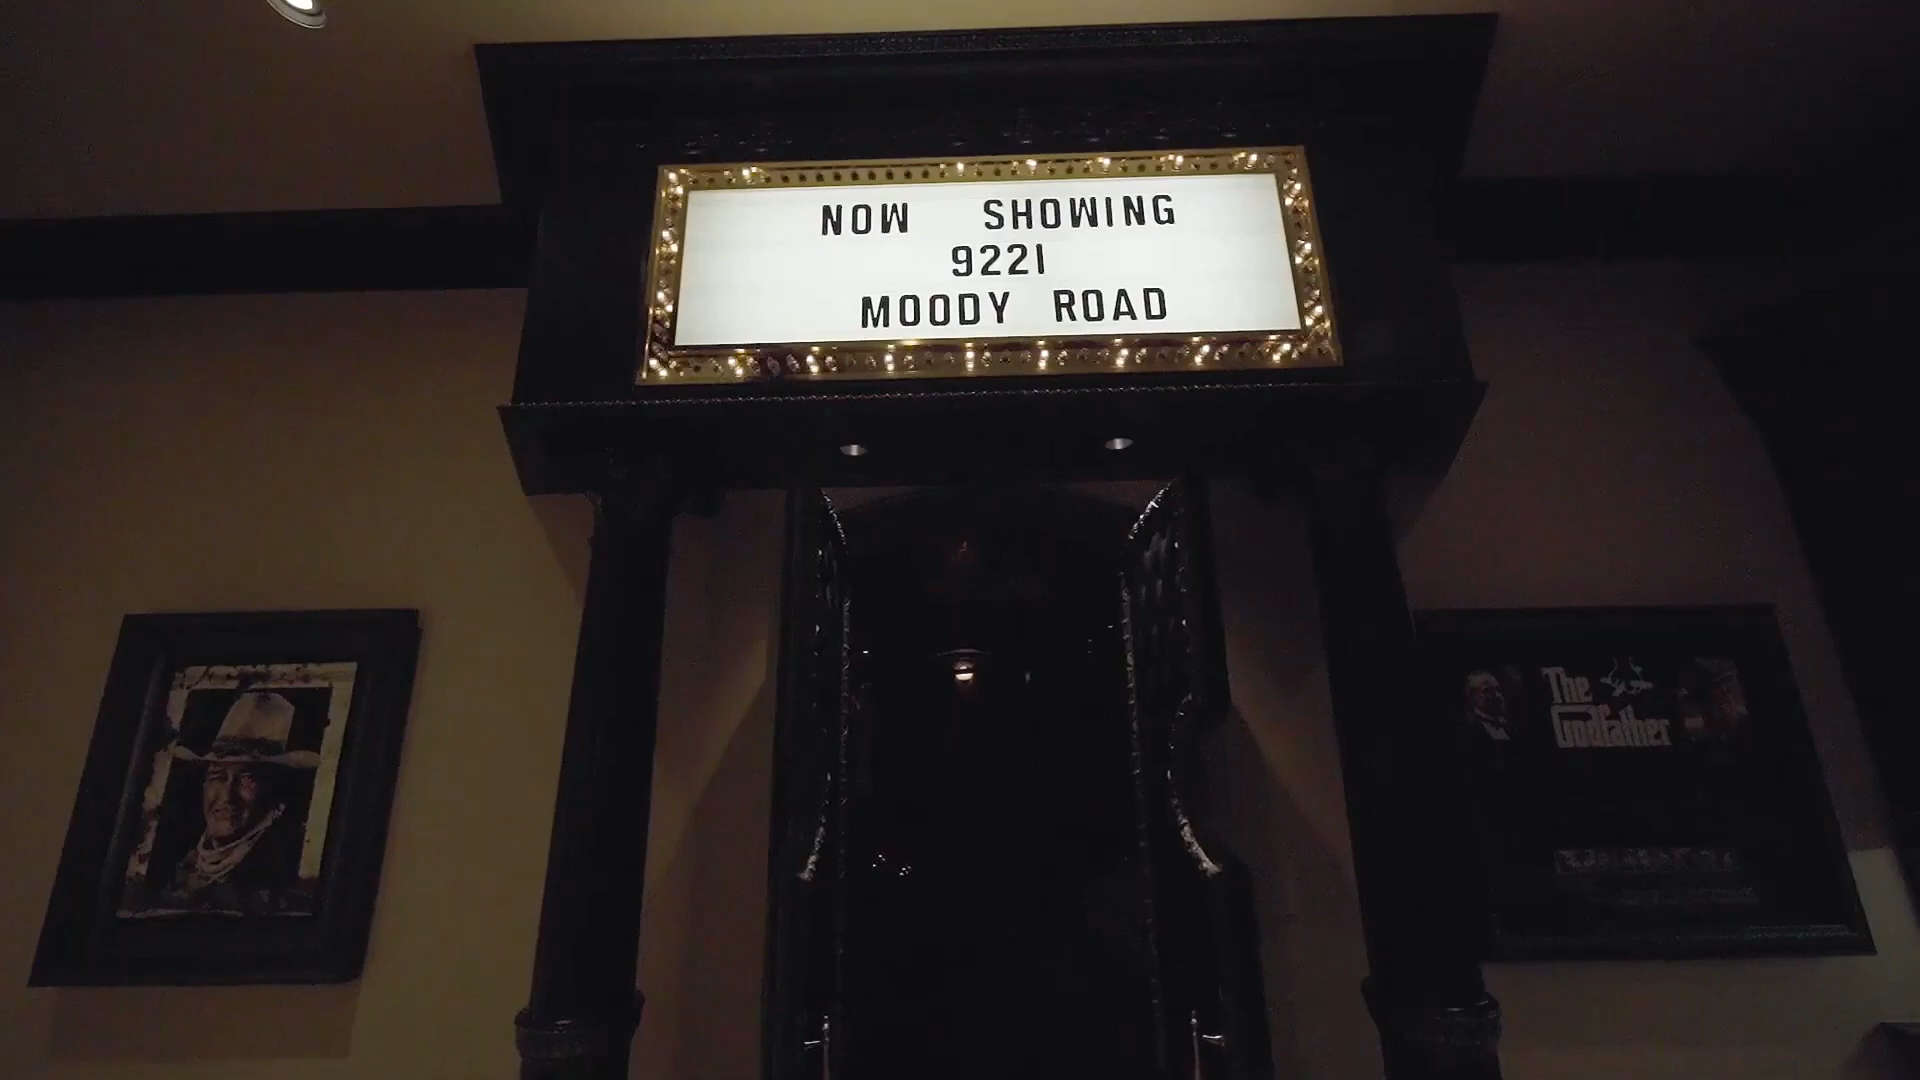 NOW SHOWING
9221
MOODY ROAD
The
Godfather